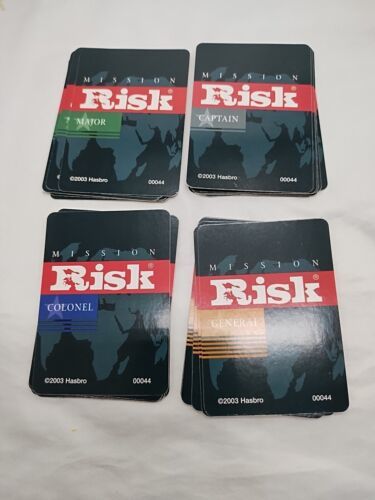 MISSION
RISK®
MAJOR
©2003 Hasbro 00044
MISSION
RISK®
CAPTAIN
©2003 Hasbro 00044
MISSION
RISK®
COLONEL
©2003 Hasbro 00044
MISSION
RISK®
GENERAL
©2003 Hasbro 00044